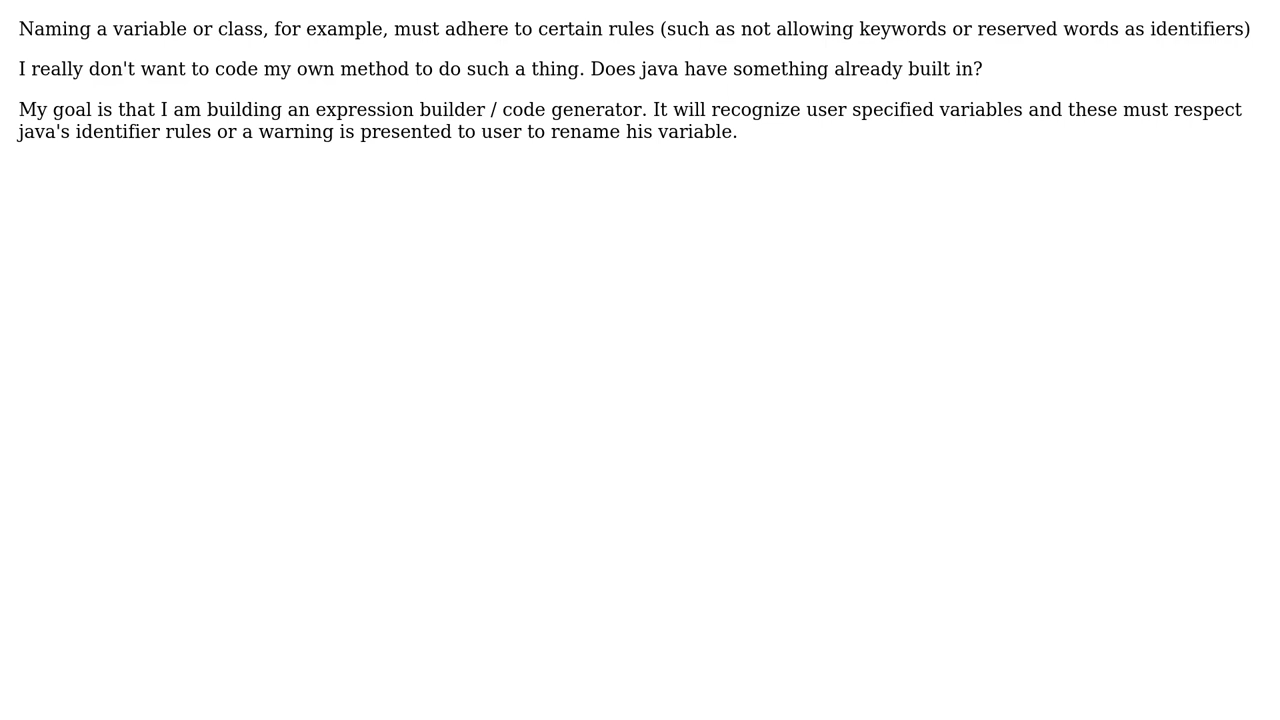 Naming a variable or class, for example, must adhere to certain rules (such as not allowing keywords or reserved words as identifiers)
I really don't want to code my own method to do such a thing. Does java have something already built in?
My goal is that I am building an expression builder / code generator. It will recognize user specified variables and these must respect
java's identifier rules or a warning is presented to user to rename his variable.